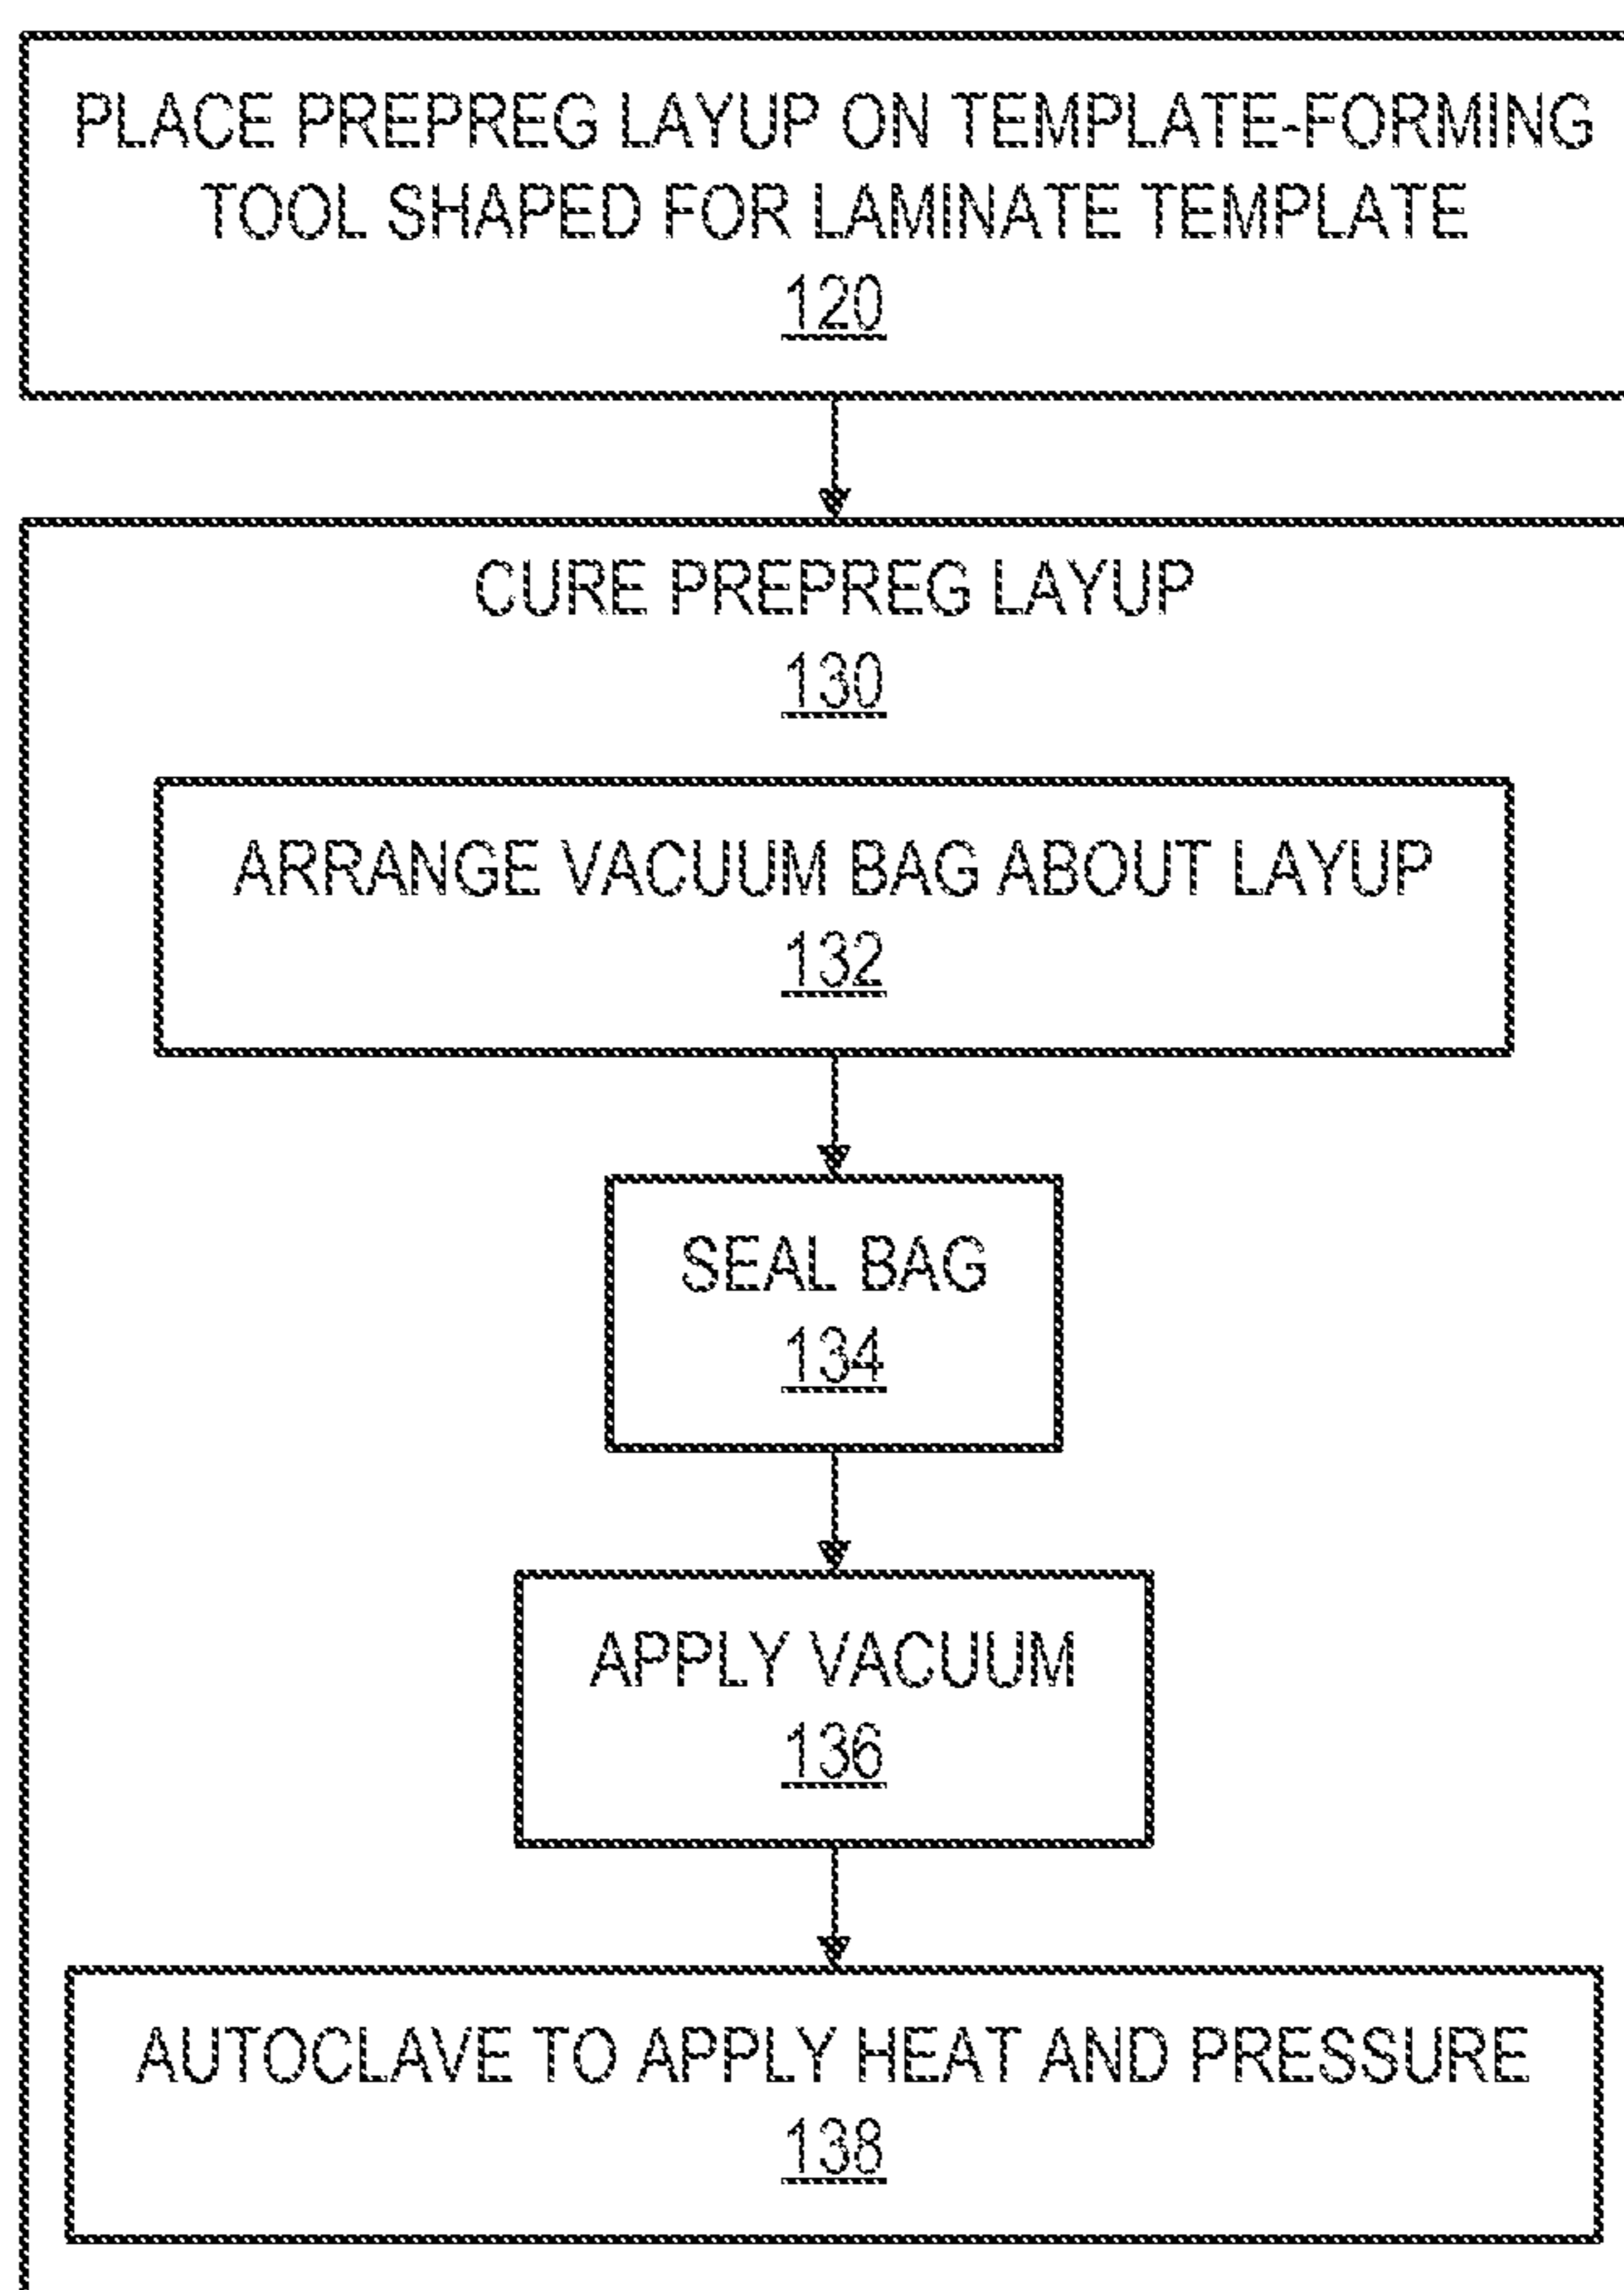 PLACE PREPREG LAYUP ON TEMPLATE-FORMING
TOOL SHAPED FOR LAMINATE TEMPLATE
120
CURE PREPREG LAYUP
130
ARRANGE VACUUM BAG ABOUT LAYUP
132
SEAL BAG
134
APPLY VACUUM
136
AUTOCLAVE TO APPLY HEAT AND PRESSURE
138